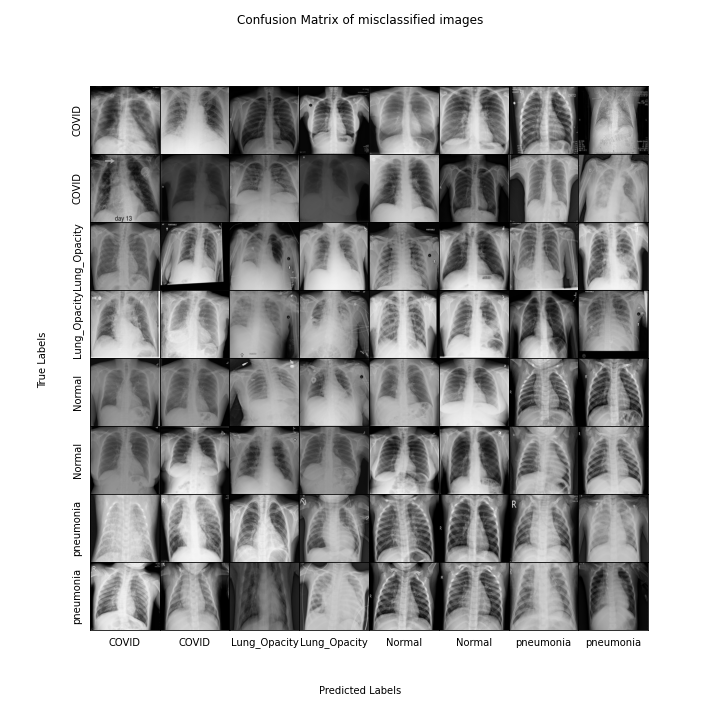 Confusion Matrix of misclassified images
COVID
COVID
day 13
Lung_Opacity
Lung_Opacity
True Labels
Normal
Normal
R
pneumonia
pneumonia
COVID COVID Lung_Opacity Lung_Opacity Normal Normal pneumonia pneumonia
Predicted Labels